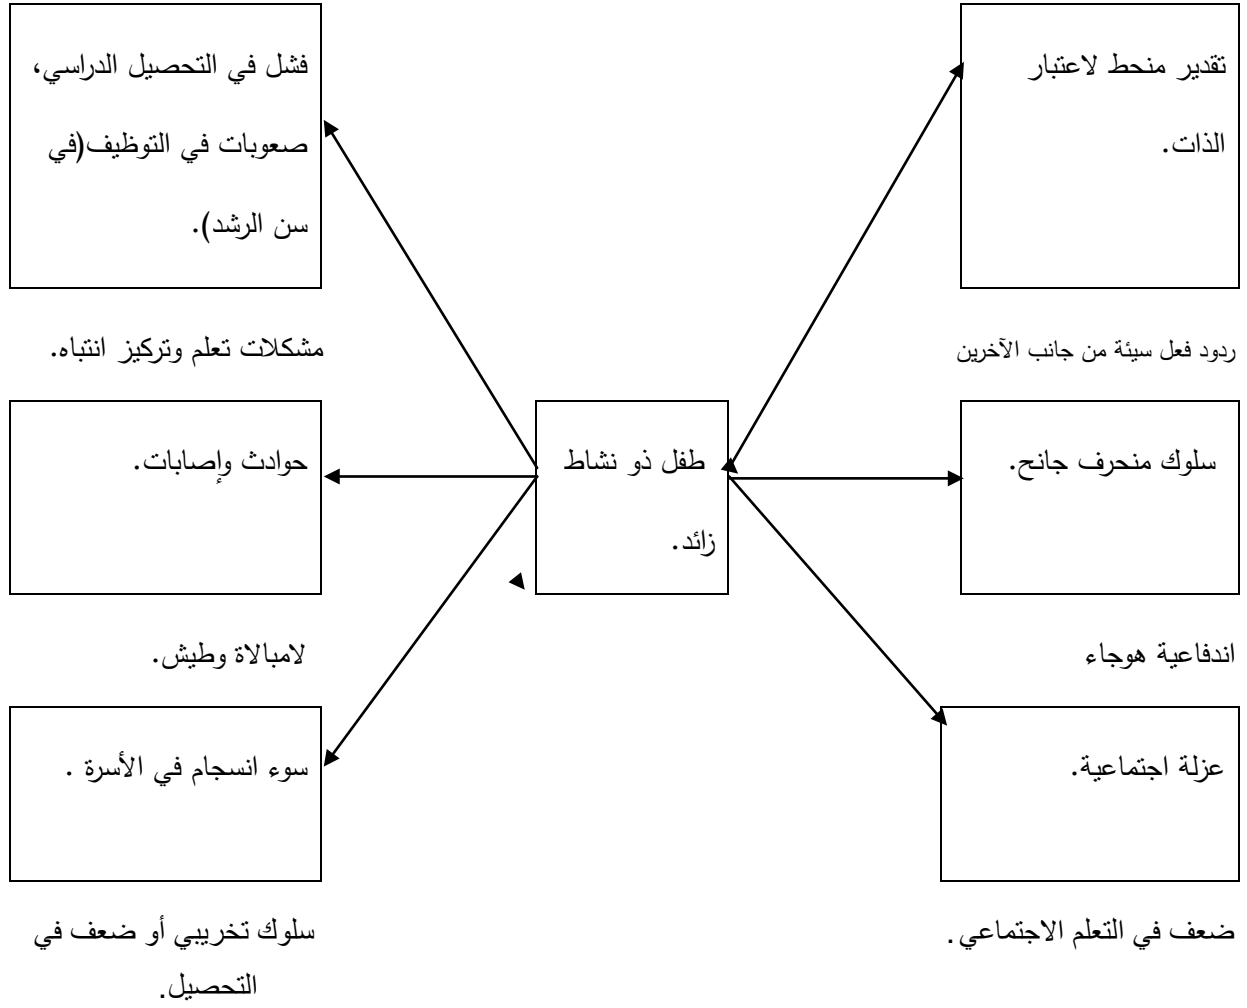 تقدير منحط لاعتبار
الذات.
ردود فعل سيئة من جانب الآخرين
سلوك منحرف جانح.
اندفاعية هوجاء
عزلة اجتماعية.
ضعف في التعلم الاجتماعي.
طفل ذو نشاط
زائد.
فشل في التحصيل الدراسي،
صعوبات في التوظيف(في
سن الرشد).
مشكلات تعلم وتركيز انتباه.
حوادث وإصابات.
لامبالاة وطيش.
سوء انسجام في الأسرة .
سلوك تخريبي أو ضعف في
التحصيل.